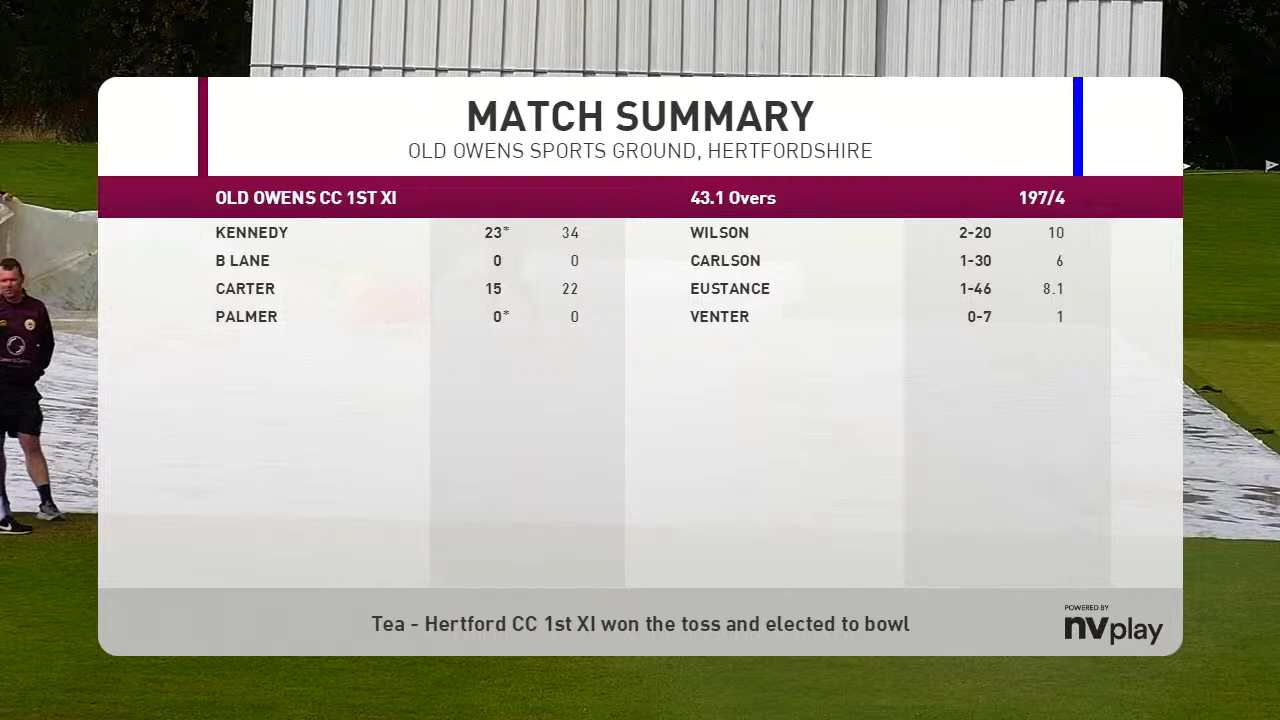 MATCH SUMMARY
OLD OWENS SPORTS GROUND, HERTFORDSHIRE
OLD OWENS CC 1ST XI 43.1 Overs 197/4
KENNEDY 23* 34 WILSON 2-20 10
B LANE 0 0 CARLSON 1-30 6
CARTER 15 22 EUSTANCE 1-46 8.1
PALMER 0* 0 VENTER 0-7 1
Tea - Hertford CC 1st XI won the toss and elected to bowl
POWERED BY
nvplay